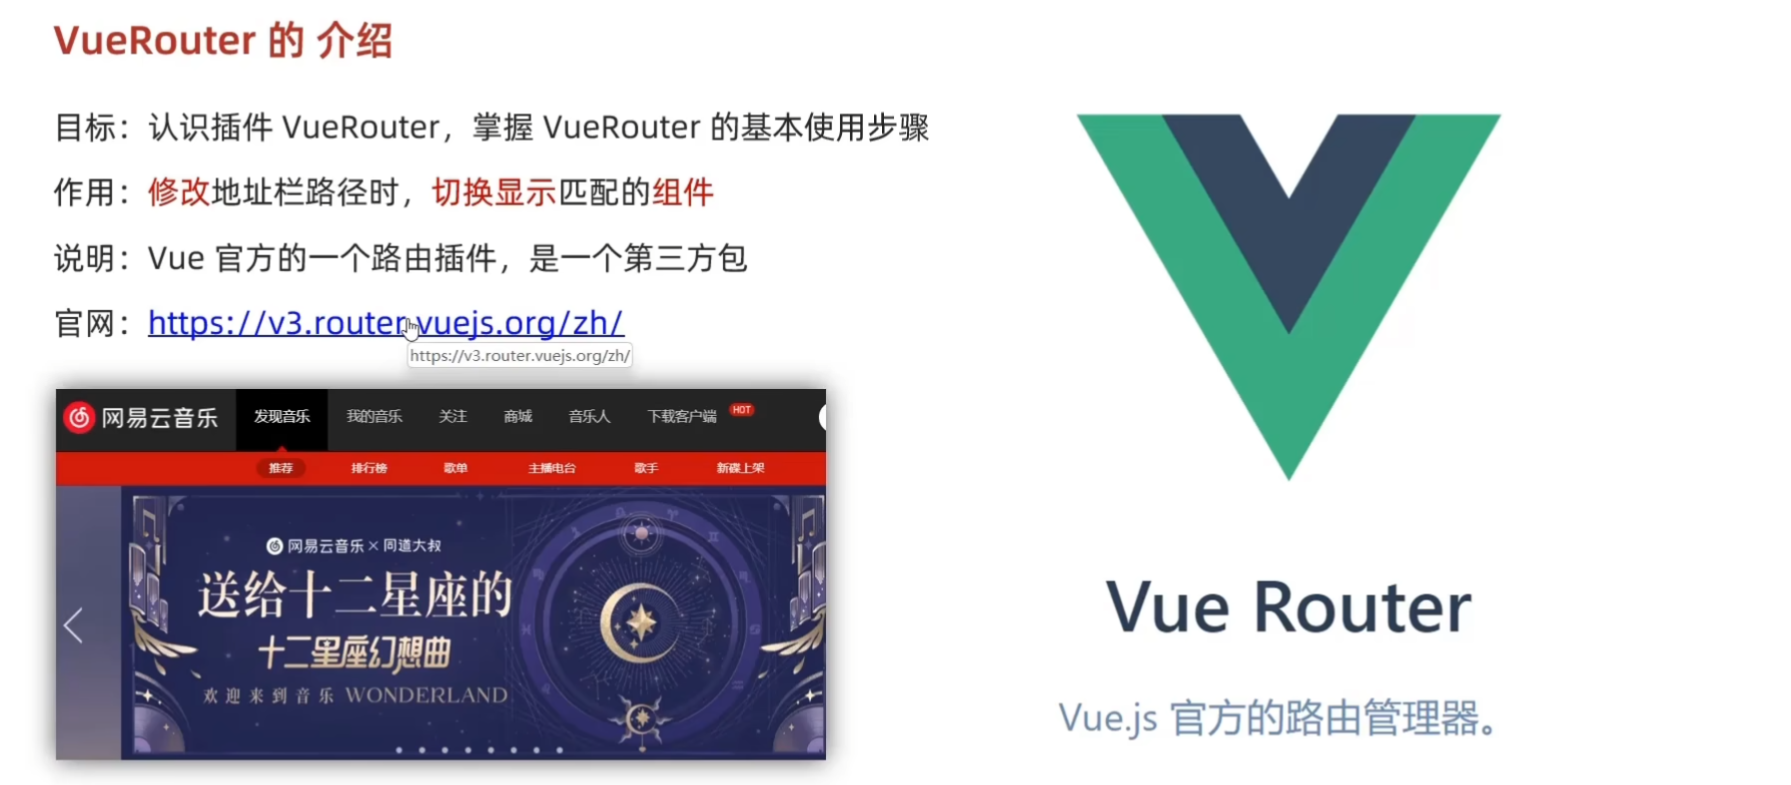 VueRouter 的 介绍
目标：认识插件 VueRouter，掌握 VueRouter 的基本使用步骤
作用：修改地址栏路径时，切换显示匹配的组件
说明：Vue 官方的一个路由插件，是一个第三方包
官网：https://v3.router.vuejs.org/zh/
https://v3.router.vuejs.org/zh/
网易云音乐 发现音乐 我的音乐 关注 商城 音乐人 下载客户端 HOT
推荐 排行榜 歌单 主播电台 歌手 新碟上架
网易云音乐×同道大叔
送给十二星座的
十二星座幻想曲
欢迎来到音乐 WONDERLAND
Vue Router
Vue.js 官方的路由管理器。